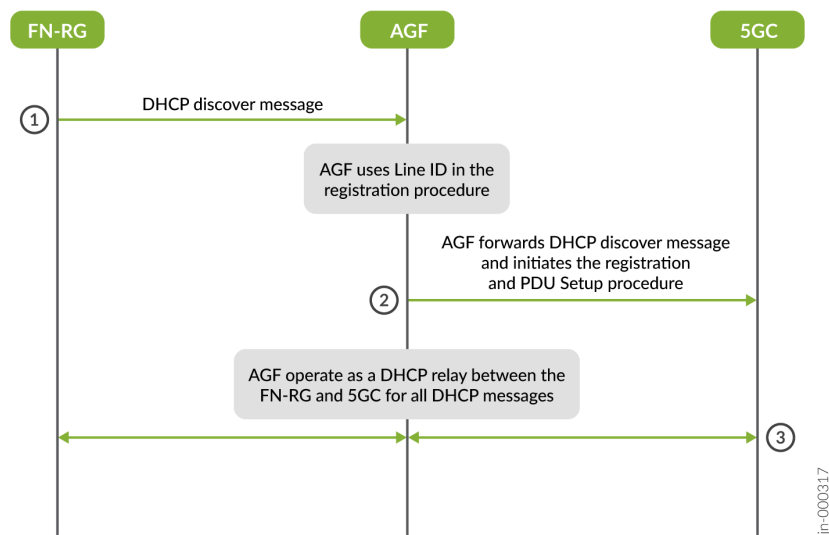 FN-RG
AGF
5GC
DHCP discover message
1
AGF uses Line ID in the
registration procedure
AGF forwards DHCP discover message
and initiates the registration
and PDU Setup procedure
2
AGF operate as a DHCP relay between the
FN-RG and 5GC for all DHCP messages
3
in-000317